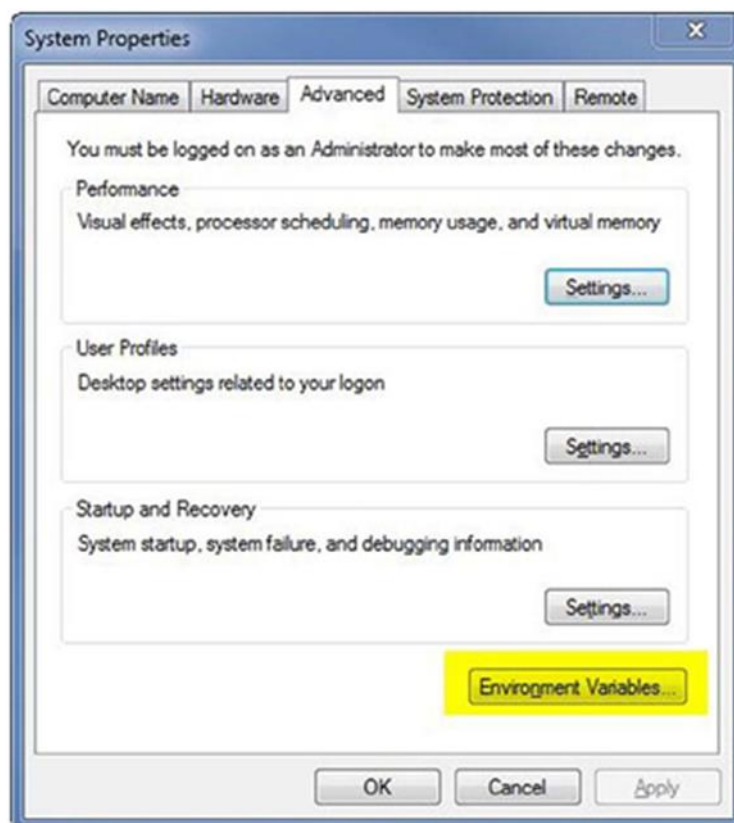 System Properties
Computer Name Hardware Advanced System Protection Remote
You must be logged on as an Administrator to make most of these changes.
Performance
Visual effects, processor scheduling, memory usage, and virtual memory
Settings...
User Profiles
Desktop settings related to your logon
Settings...
Startup and Recovery
System startup, system failure, and debugging information
Settings...
Environment Variables...
OK Cancel Apply